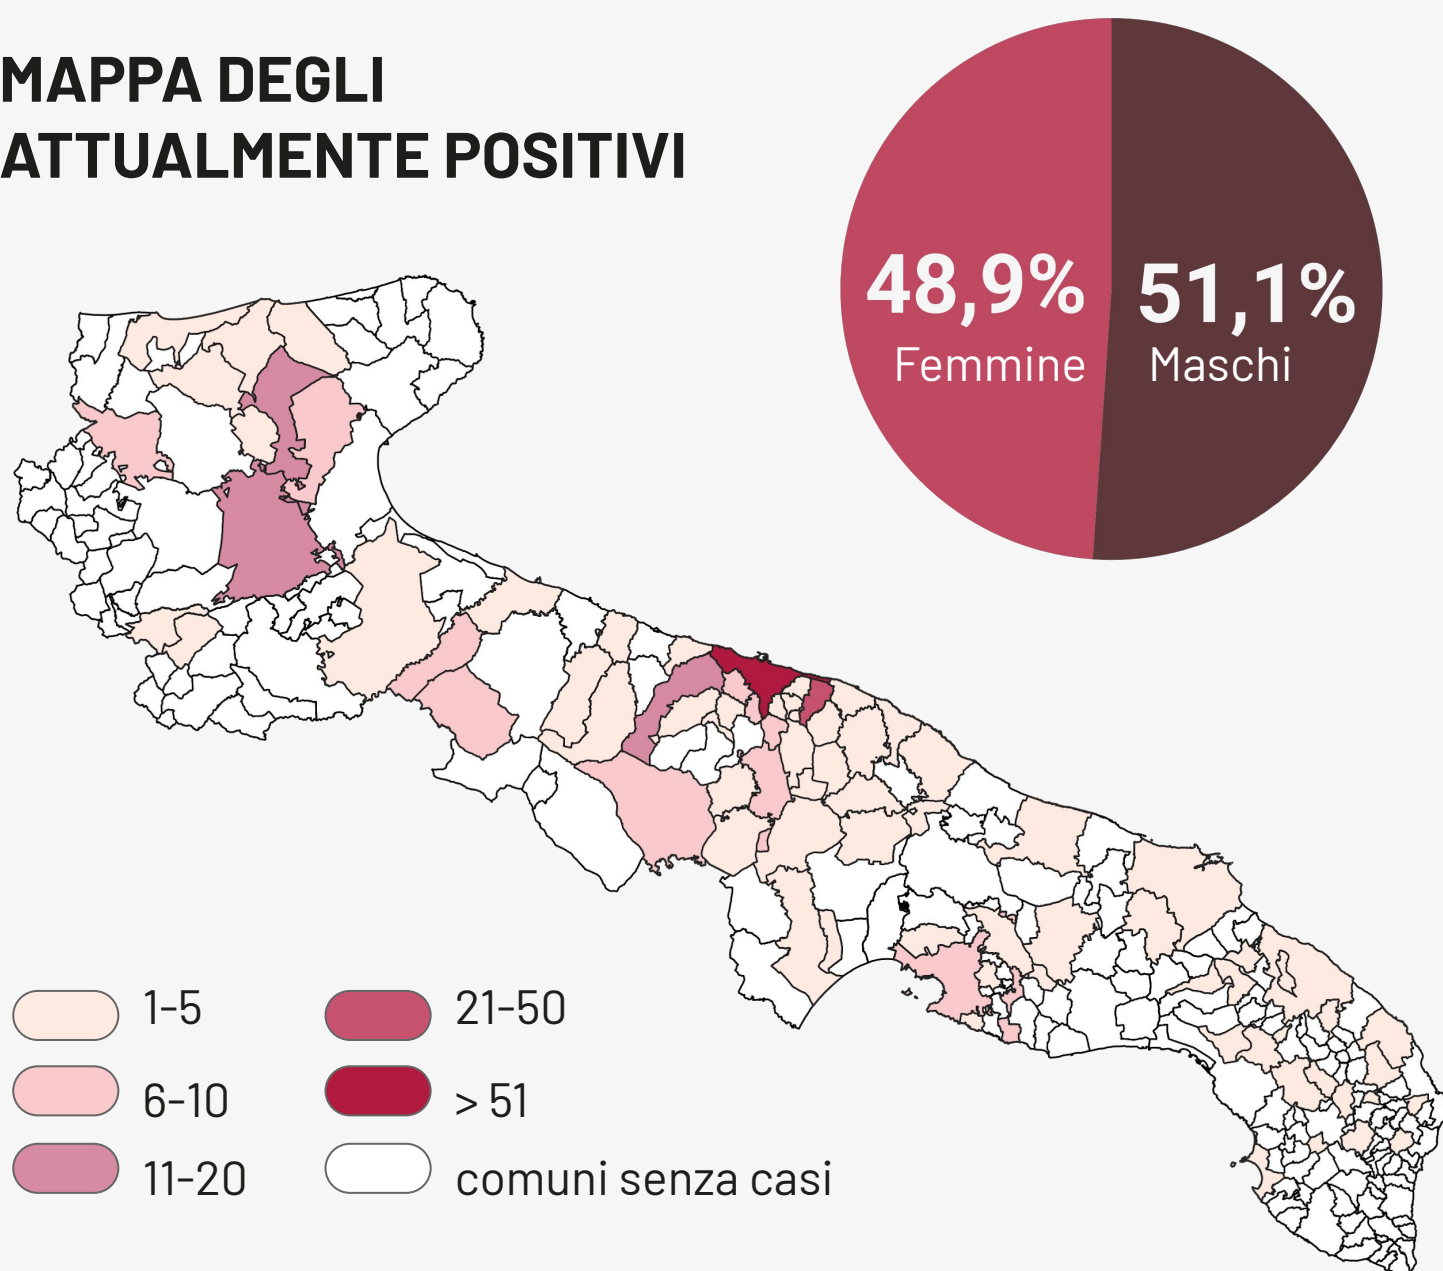 MAPPA DEGLI
ATTUALMENTE POSITIVI
48,9%
Femmine
51,1%
Maschi
1-5
6-10
11-20
21-50
> 51
comuni senza casi